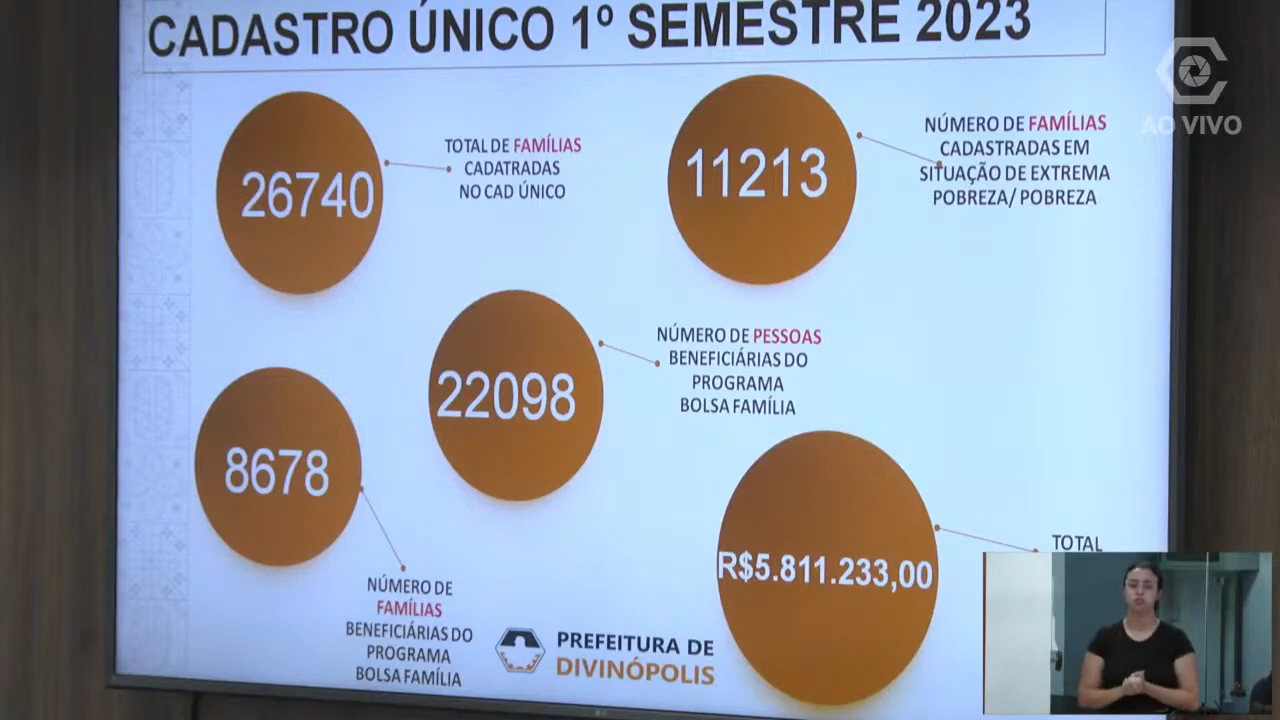 CADASTRO ÚNICO 1º SEMESTRE 2023
AO VIVO
26740
TOTAL DE FAMÍLIAS
CADATRADAS
NO CAD ÚNICO
11213
NÚMERO DE FAMÍLIAS
CADASTRADAS EM
SITUAÇÃO DE EXTREMA
POBREZA/ POBREZA
22098
NÚMERO DE PESSOAS
BENEFICIÁRIAS DO
PROGRAMA
BOLSA FAMÍLIA
8678
NÚMERO DE
FAMÍLIAS
BENEFICIÁRIAS DO
PROGRAMA
BOLSA FAMÍLIA
R$5.811.233,00
TOTAL
PREFEITURA DE
DIVINÓPOLIS